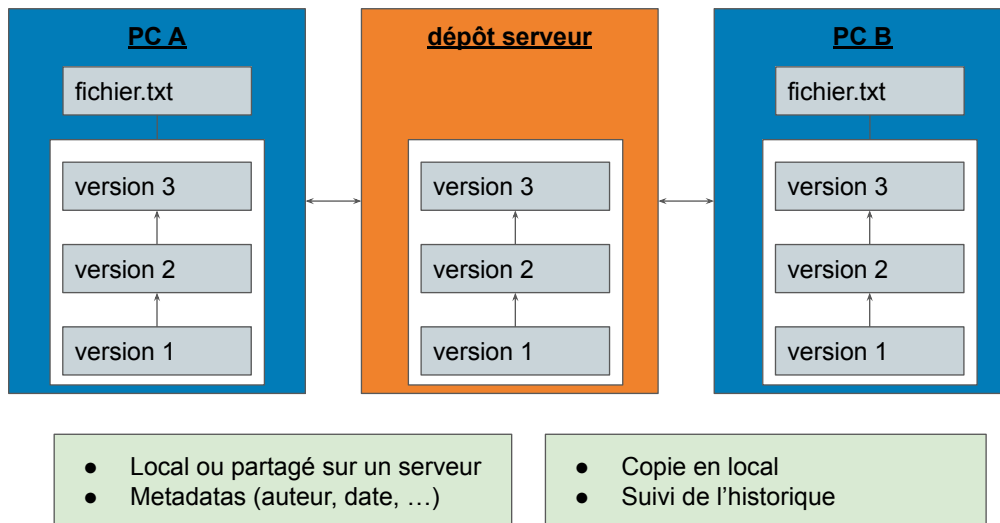 PC A
fichier.txt
version 3
version 2
version 1
dépôt serveur
version 3
version 2
version 1
PC B
fichier.txt
version 3
version 2
version 1
● Local ou partagé sur un serveur
● Metadatas (auteur, date, …)
● Copie en local
● Suivi de l’historique